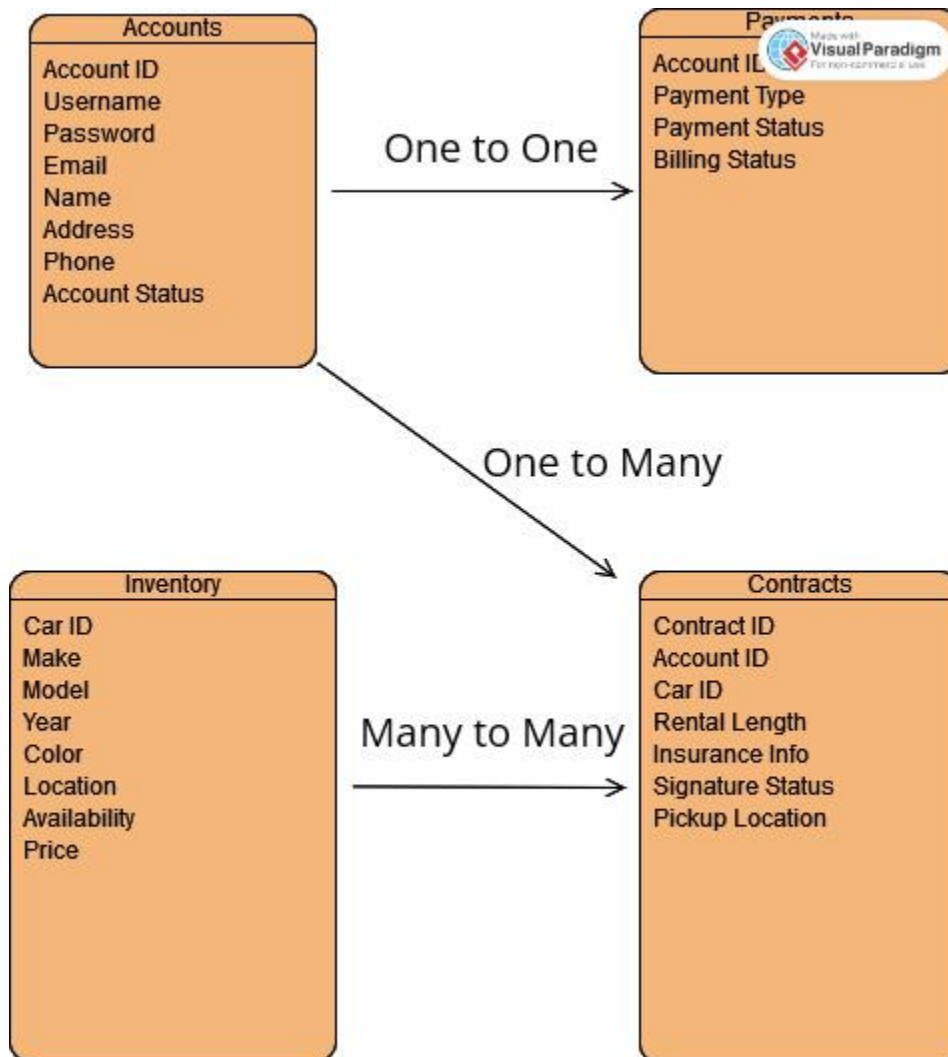 Accounts
Account ID
Username
Password
Email
Name
Address
Phone
Account Status
One to One
Payments
Made with
Visual Paradigm
For non-commercial use
Account ID
Payment Type
Payment Status
Billing Status
One to Many
Inventory
Car ID
Make
Model
Year
Color
Location
Availability
Price
Many to Many
Contracts
Contract ID
Account ID
Car ID
Rental Length
Insurance Info
Signature Status
Pickup Location